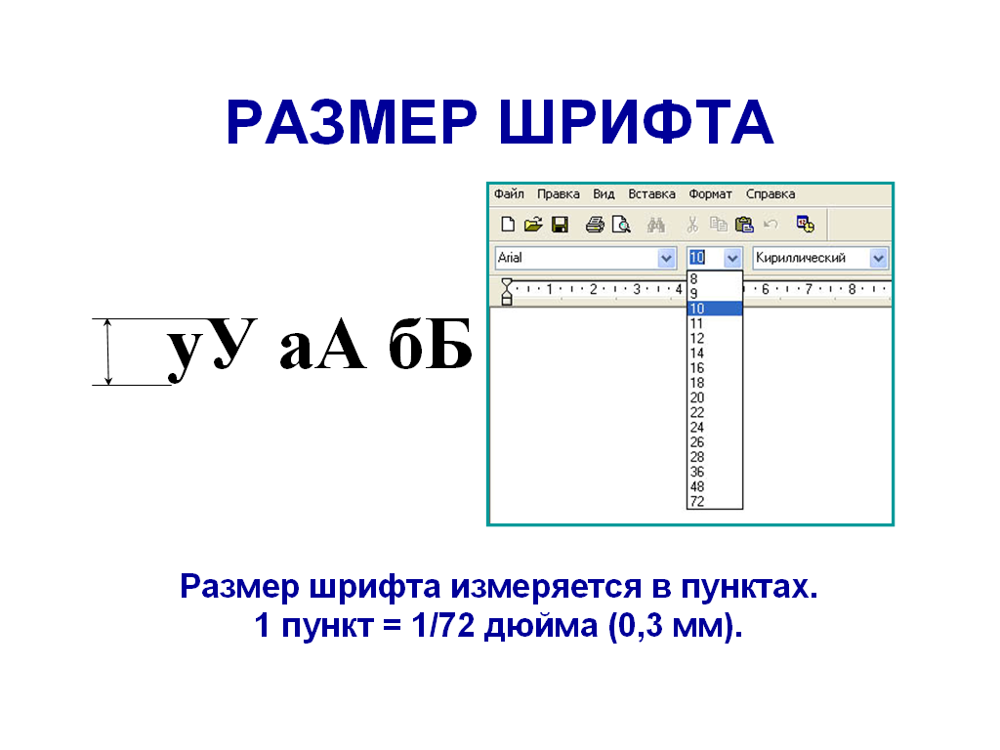 РАЗМЕР ШРИФТА
Файл Правка Вид Вставка Формат Справка
Arial 10 Кириллический
1 2 3 4 6 7 8
8
9
10
11
12
14
16
18
20
22
24
26
28
36
48
72
уУ аА бБ
Размер шрифта измеряется в пунктах.
1 пункт = 1/72 дюйма (0,3 мм).